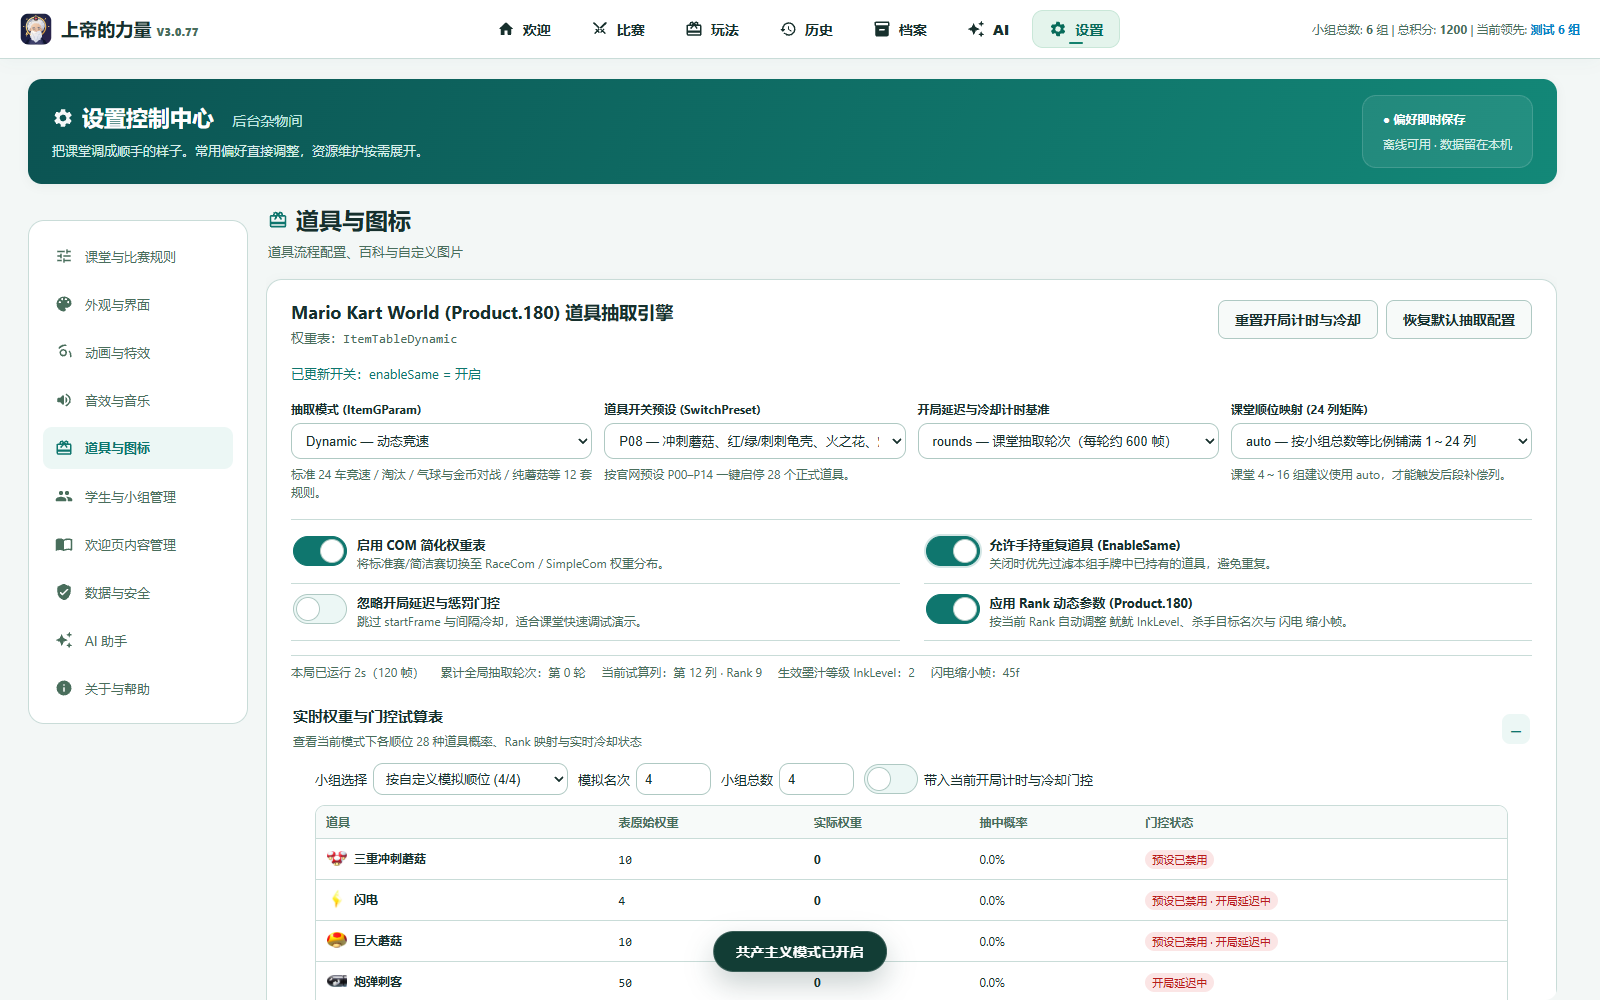 上帝的力量 V3.0.77
欢迎
比赛
玩法
历史
档案
AI
设置
小组总数: 6 组 | 总积分: 1200 | 当前领先: 测试 6 组
设置控制中心 后台杂物间
把课堂调成顺手的样子。常用偏好直接调整，资源维护按需展开。
● 偏好即时保存
离线可用 · 数据留在本机
课堂与比赛规则
外观与界面
动画与特效
音效与音乐
道具与图标
学生与小组管理
欢迎页内容管理
数据与安全
AI 助手
关于与帮助
道具与图标
道具流程配置、百科与自定义图片
Mario Kart World (Product.180) 道具抽取引擎
权重表：ItemTableDynamic
重置开局计时与冷却
恢复默认抽取配置
已更新开关：enableSame = 开启
抽取模式 (ItemGParam)
Dynamic — 动态竞速
标准 24 车竞速 / 淘汰 / 气球与金币对战 / 纯蘑菇等 12 套规则。
道具开关预设 (SwitchPreset)
P08 — 冲刺蘑菇、红/绿/刺刺龟壳、火之花、
按官网预设 P00–P14 一键启停 28 个正式道具。
开局延迟与冷却计时基准
rounds — 课堂抽取轮次（每轮约 600 帧）
课堂顺位映射 (24 列矩阵)
auto — 按小组总数等比例铺满 1～24 列
课堂 4～16 组建议使用 auto，才能触发后段补偿列。
启用 COM 简化权重表
将标准赛/简洁赛切换至 RaceCom / SimpleCom 权重分布。
允许手持重复道具 (EnableSame)
关闭时优先过滤本组手牌中已持有的道具，避免重复。
忽略开局延迟与惩罚门控
跳过 startFrame 与间隔冷却，适合课堂快速调试演示。
应用 Rank 动态参数 (Product.180)
按当前 Rank 自动调整 鱿鱿 InkLevel、杀手目标名次与 闪电 缩小帧。
本局已运行 2s（120 帧） 累计全局抽取轮次：第 0 轮 当前试算列：第 12 列 · Rank 9 生效墨汁等级 InkLevel：2 闪电缩小帧：45f
实时权重与门控试算表
查看当前模式下各顺位 28 种道具概率、Rank 映射与实时冷却状态
小组选择 按自定义模拟顺位 (4/4) 模拟名次 4 小组总数 4 带入当前开局计时与冷却门控
道具 表原始权重 实际权重 抽中概率 门控状态
三重冲刺蘑菇 10 0 0.0% 预设已禁用
闪电 4 0 0.0% 预设已禁用 · 开局延迟中
巨大蘑菇 10 0.0% 预设已禁用 · 开局延迟中
炮弹刺客 50 0 0.0% 开局延迟中
共产主义模式已开启